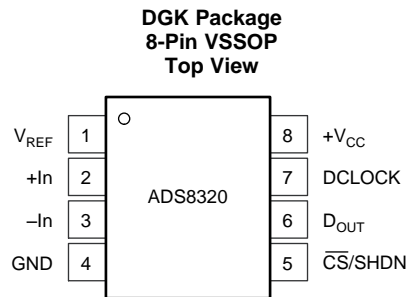 DGK Package
8-Pin VSSOP
Top View
VREF 1 8 +VCC
+In 2 7 DCLOCK
ADS8320
–In 3 6 DOUT
GND 4 5 CS/SHDN